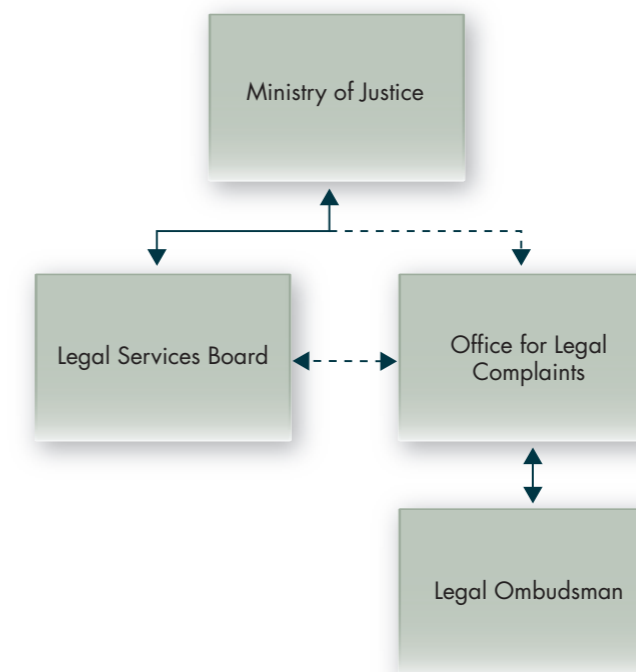 Ministry of Justice
Legal Services Board
Office for Legal
Complaints
Legal Ombudsman